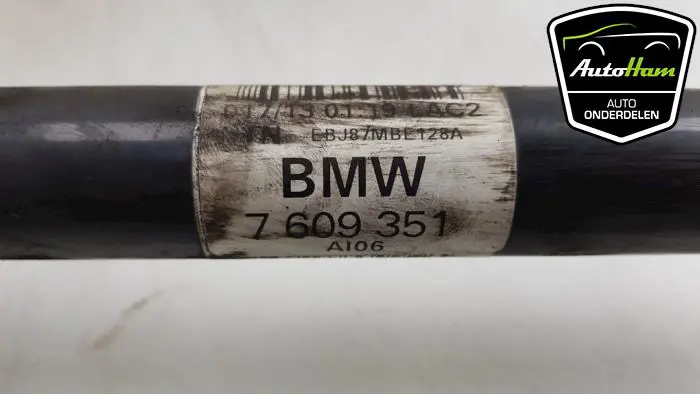 AutoHam
AUTO
ONDERDELEN
EBJ87MBE128A
BMW
7 609 351
AI06